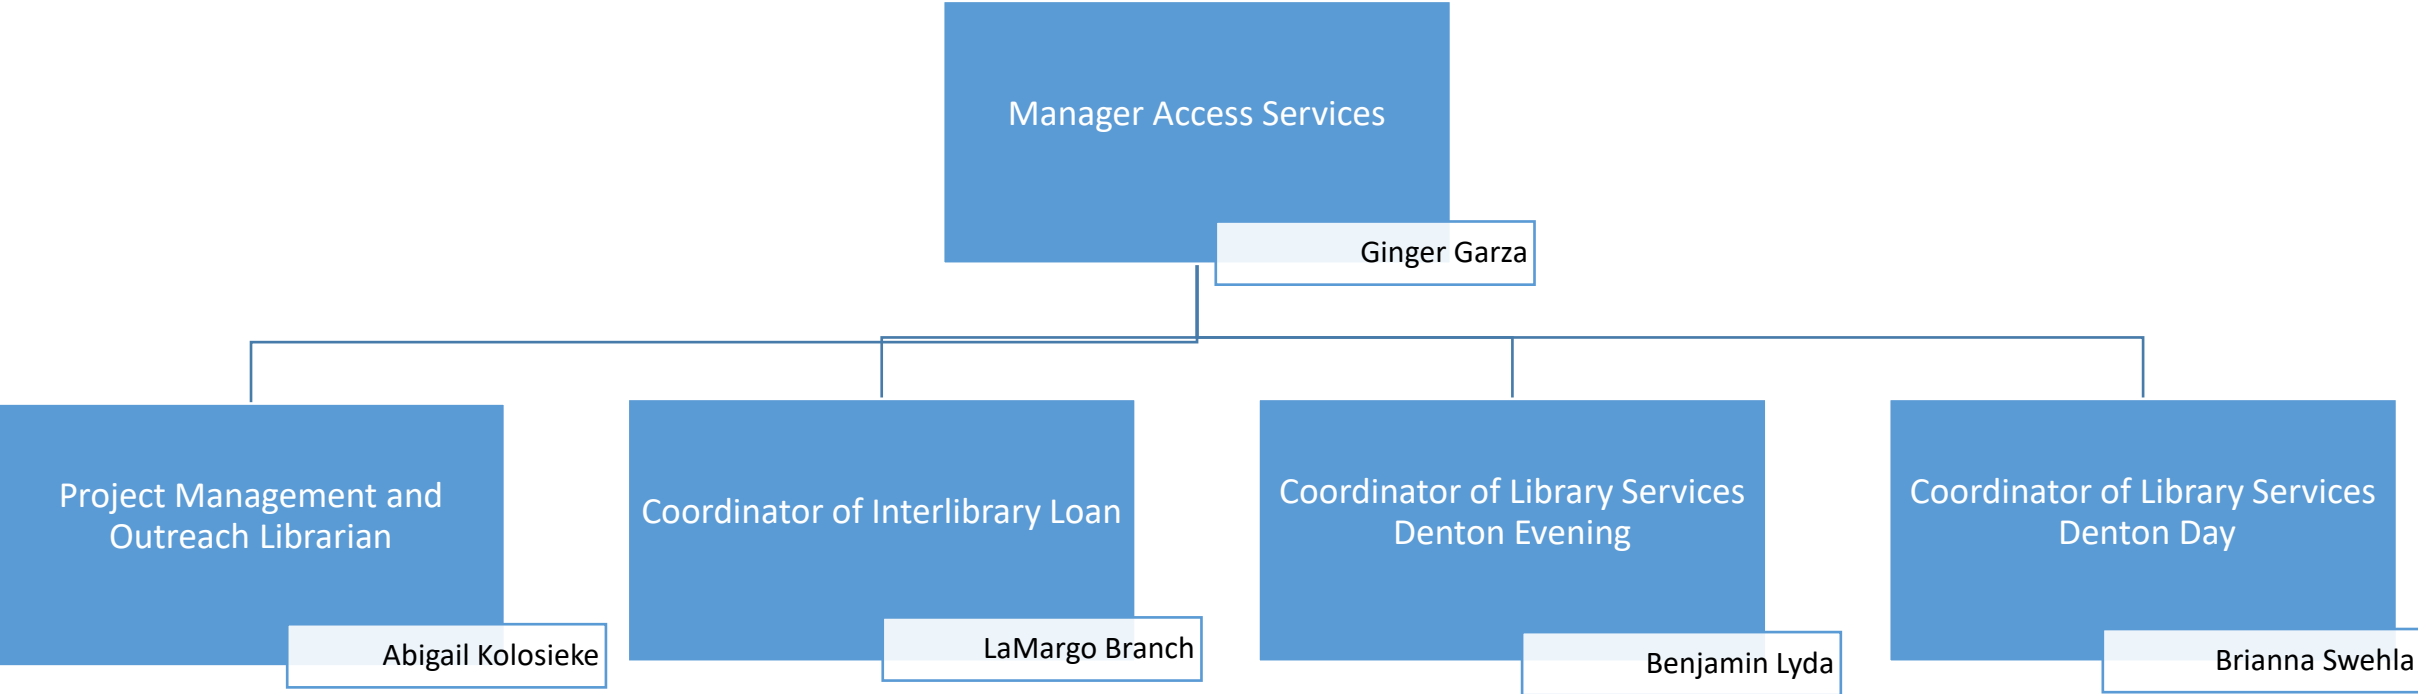 Manager Access Services
Ginger Garza
Project Management and
Outreach Librarian
Abigail Kolosieke
Coordinator of Interlibrary Loan
LaMargo Branch
Coordinator of Library Services
Denton Evening
Benjamin Lyda
Coordinator of Library Services
Denton Day
Brianna Swehla